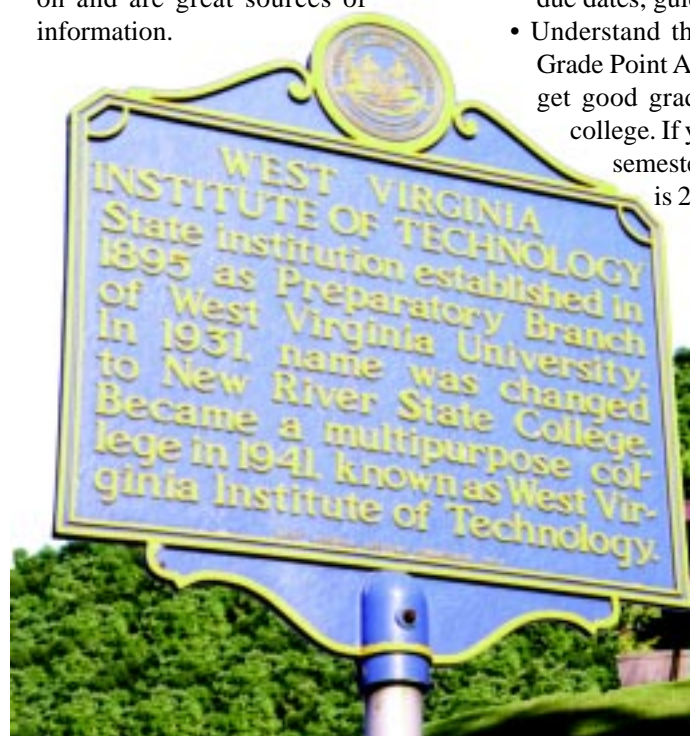 on and are great sources of
information.
due dates, gui
• Understand th
Grade Point A
get good grad
college. If y
semeste
is 2
WEST VIRGINIA
INSTITUTE OF TECHNOLOGY
State institution established in
1895 as Preparatory Branch
of West Virginia University.
In 1931, name was changed
to New River State College.
Became a multipurpose col-
lege in 1941, known as West Vir-
ginia Institute of Technology.